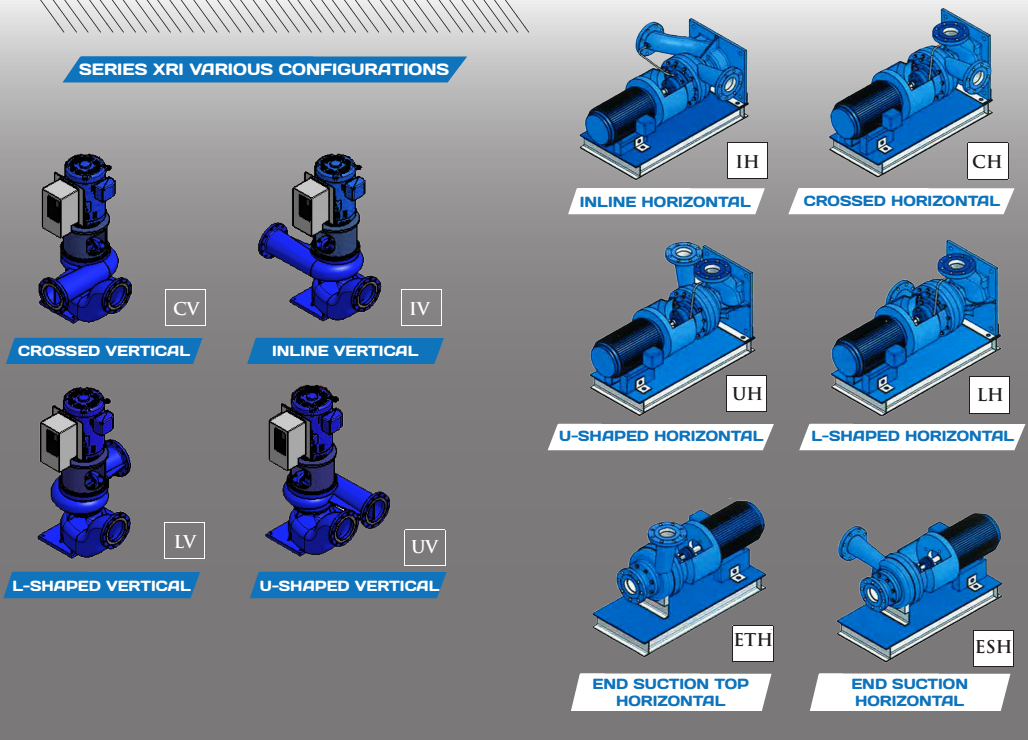 SERIES XRI VARIOUS CONFIGURATIONS
CV
CROSSED VERTICAL
IV
INLINE VERTICAL
LV
L-SHAPED VERTICAL
UV
U-SHAPED VERTICAL
IH
INLINE HORIZONTAL
CH
CROSSED HORIZONTAL
UH
U-SHAPED HORIZONTAL
LH
L-SHAPED HORIZONTAL
ETH
END SUCTION TOP
HORIZONTAL
ESH
END SUCTION
HORIZONTAL